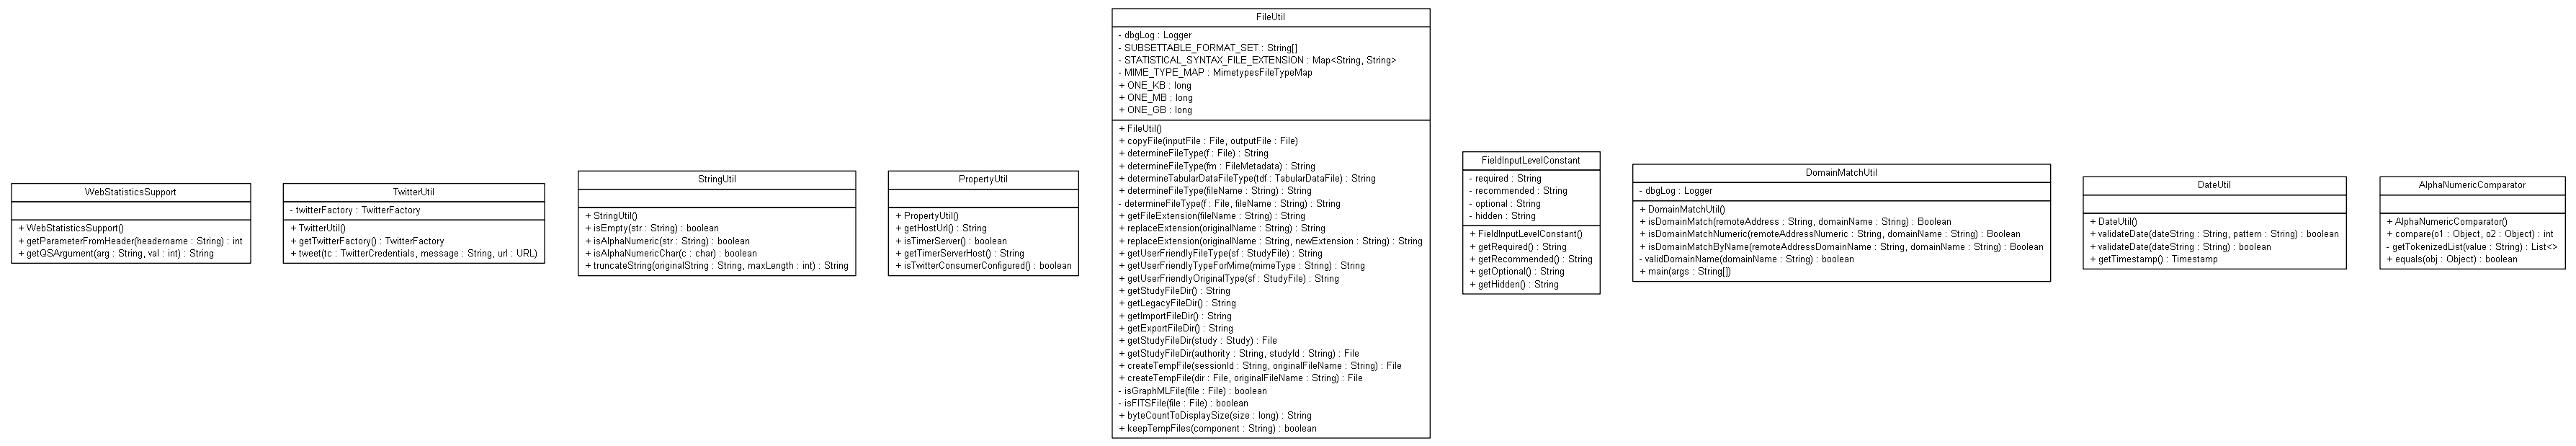 WebStatisticsSupport
+ WebStatisticsSupport()
+ getParameterFromHeader(headername : String) : int
+ getQSArgument(arg : String, val : int) : String
TwitterUtil
- twitterFactory : TwitterFactory
+ TwitterUtil()
+ getTwitterFactory() : TwitterFactory
+ tweet(tc : TwitterCredentials, message : String, url : URL)
StringUtil
+ StringUtil()
+ isEmpty(str : String) : boolean
+ isAlphaNumeric(str : String) : boolean
+ isAlphaNumericChar(c : char) : boolean
+ truncateString(originalString : String, maxLength : int) : String
PropertyUtil
+ PropertyUtil()
+ getHostUrl() : String
+ isTimerServer() : boolean
+ getTimerServerHost() : String
+ isTwitterConsumerConfigured() : boolean
FileUtil
- dbgLog : Logger
- SUBSETTABLE_FORMAT_SET : String[]
- STATISTICAL_SYNTAX_FILE_EXTENSION : Map<String, String>
- MIME_TYPE_MAP : MimetypesFileTypeMap
+ ONE_KB : long
+ ONE_MB : long
+ ONE_GB : long
+ FileUtil()
+ copyFile(inputFile : File, outputFile : File)
+ determineFileType(f : File) : String
+ determineFileType(fm : FileMetadata) : String
+ determineTabularDataFileType(tdf : TabularDataFile) : String
+ determineFileType(fileName : String) : String
- determineFileType(f : File, fileName : String) : String
+ getFileExtension(fileName : String) : String
+ replaceExtension(originalName : String) : String
+ replaceExtension(originalName : String, newExtension : String) : String
+ getUserFriendlyFileType(sf : StudyFile) : String
+ getUserFriendlyTypeForMime(mimeType : String) : String
+ getUserFriendlyOriginalType(sf : StudyFile) : String
+ getStudyFileDir() : String
+ getLegacyFileDir() : String
+ getImportFileDir() : String
+ getExportFileDir() : String
+ getStudyFileDir(study : Study) : File
+ getStudyFileDir(authority : String, studyId : String) : File
+ createTempFile(sessionId : String, originalFileName : String) : File
+ createTempFile(dir : File, originalFileName : String) : File
- isGraphMLFile(file : File) : boolean
- isFITSFile(file : File) : boolean
+ byteCountToDisplaySize(size : long) : String
+ keepTempFiles(component : String) : boolean
FieldInputLevelConstant
- required : String
- recommended : String
- optional : String
- hidden : String
+ FieldInputLevelConstant()
+ getRequired() : String
+ getRecommended() : String
+ getOptional() : String
+ getHidden() : String
DomainMatchUtil
- dbgLog : Logger
+ DomainMatchUtil()
+ isDomainMatch(remoteAddress : String, domainName : String) : Boolean
+ isDomainMatchNumeric(remoteAddressNumeric : String, domainName : String) : Boolean
+ isDomainMatchByName(remoteAddressDomainName : String, domainName : String) : Boolean
- validDomainName(domainName : String) : boolean
+ main(args : String[])
DateUtil
+ DateUtil()
+ validateDate(dateString : String, pattern : String) : boolean
+ validateDate(dateString : String) : boolean
+ getTimestamp() : Timestamp
AlphaNumericComparator
+ AlphaNumericComparator()
+ compare(o1 : Object, o2 : Object) : int
- getTokenizedList(value : String) : List<>
+ equals(obj : Object) : boolean